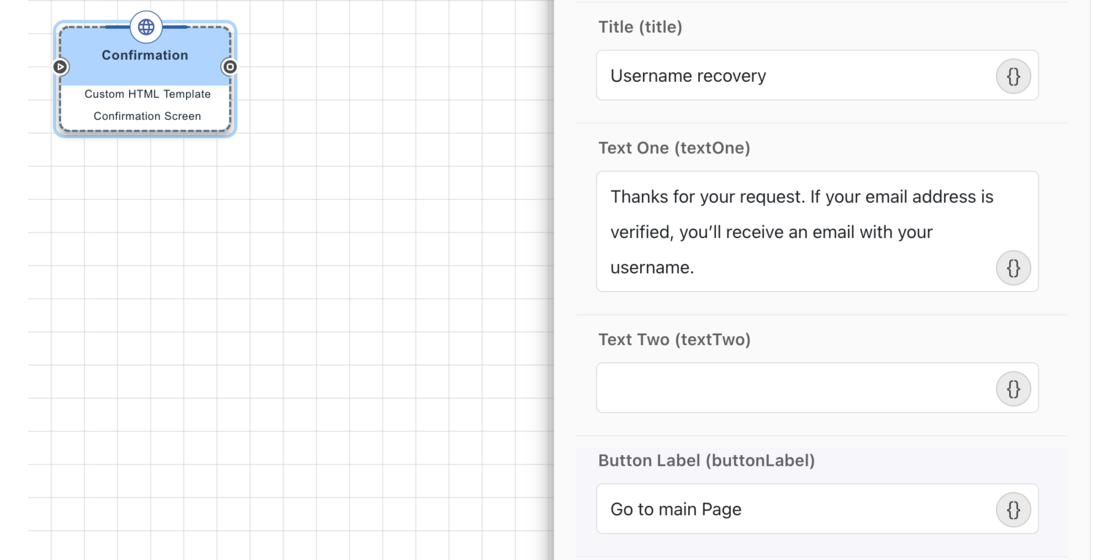 Confirmation
Custom HTML Template
Confirmation Screen
Title (title)
Username recovery
{}
Text One (textOne)
Thanks for your request. If your email address is
verified, you’ll receive an email with your
username.
{}
Text Two (textTwo)
{}
Button Label (buttonLabel)
Go to main Page
{}